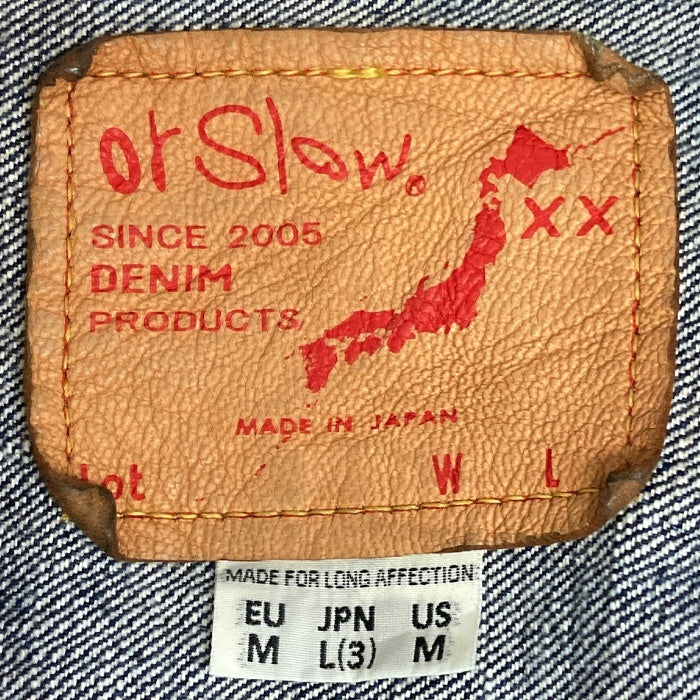 orSlow®
XX
SINCE 2005
DENIM
PRODUCTS
MADE IN JAPAN
Lot W L
MADE FOR LONG AFFECTION
EU JPN US
M L(3) M